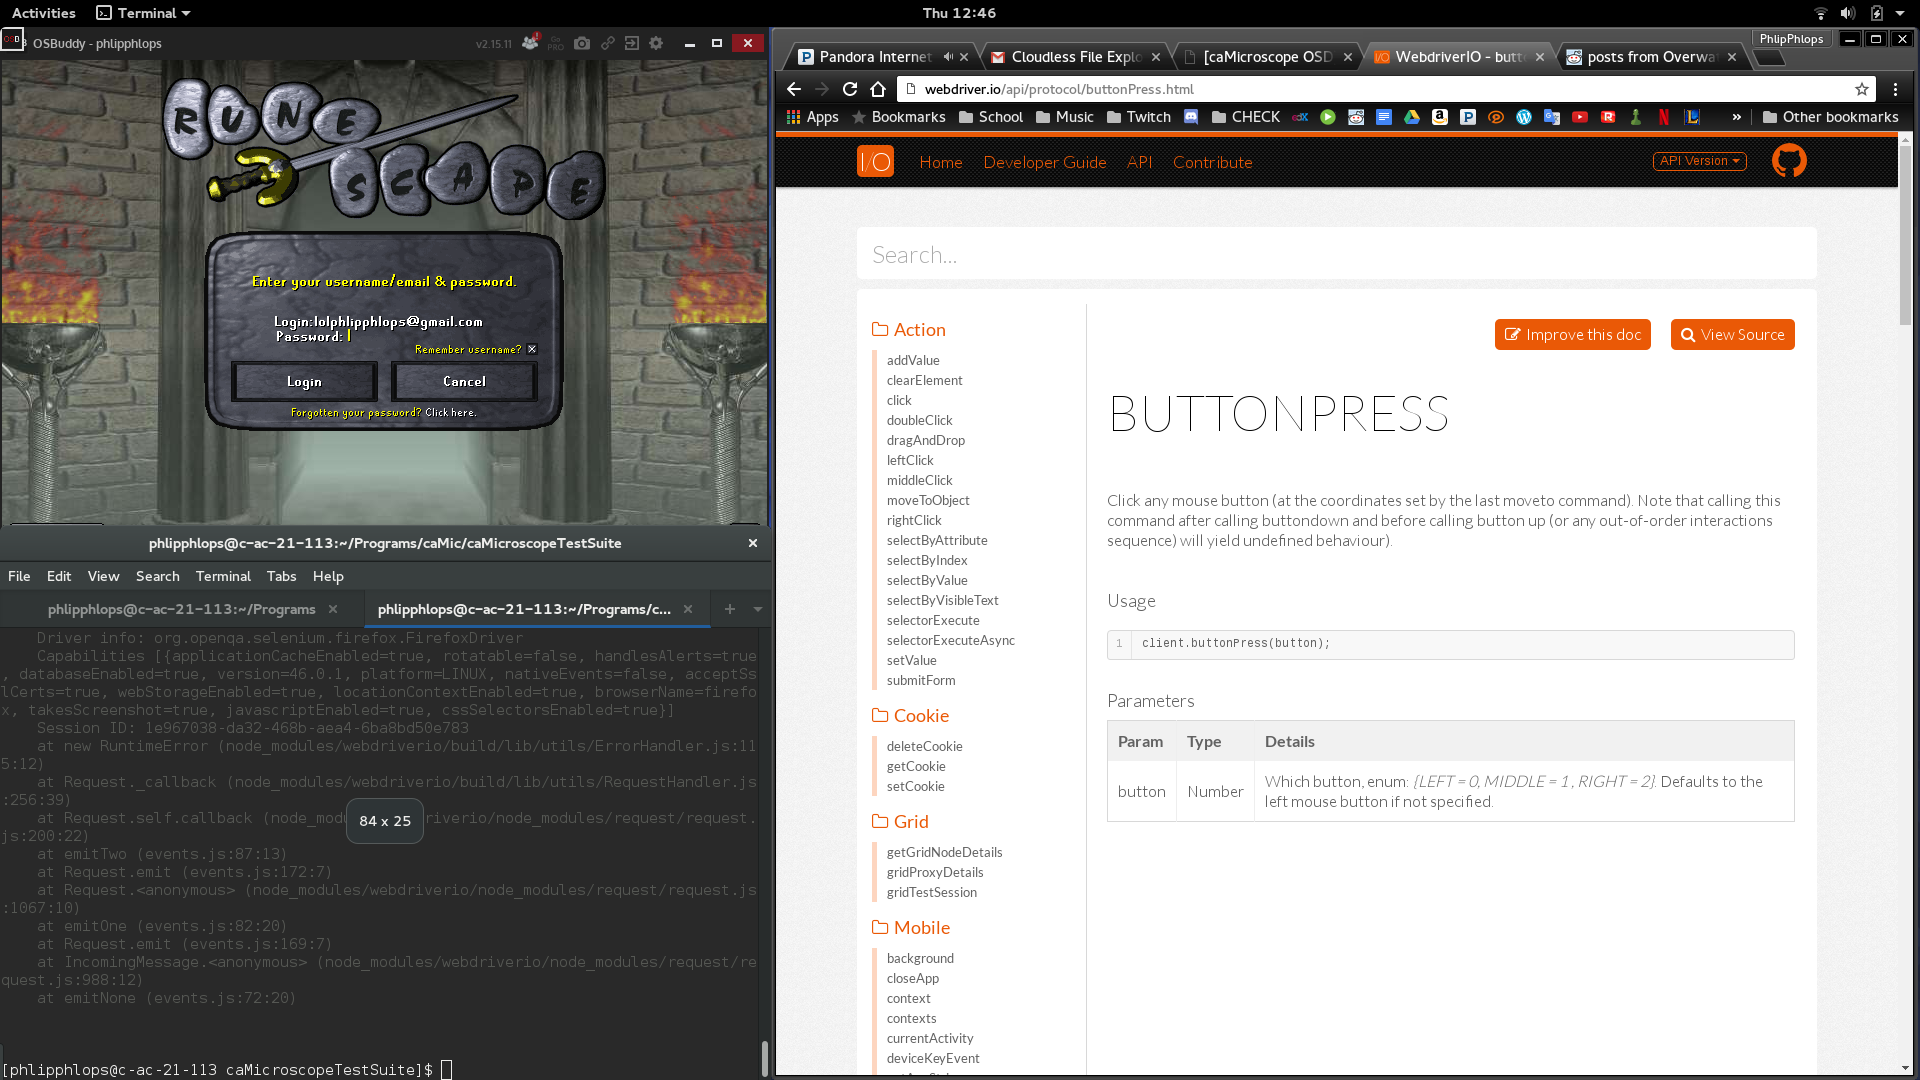 Activities Terminal
Thu 12:46
OSBuddy - phlipphlops
v2.15.11
Go PRO
RUNE
SCAPE
Enter your username/email & password.
Login:lolphlipphlops@gmail.com
Password:
Remember username?
Login
Cancel
Forgotten your password? Click here.
phlipphlops@c-ac-21-113:~/Programs/caMic/caMicroscopeTestSuite
File Edit View Search Terminal Tabs Help
phlipphlops@c-ac-21-113:~/Programs
phlipphlops@c-ac-21-113:~/Programs/c...
Driver info: org.openqa.selenium.firefox.FirefoxDriver
Capabilities [{applicationCacheEnabled=true, rotatable=false, handlesAlerts=true
, databaseEnabled=true, version=46.0.1, platform=LINUX, nativeEvents=false, acceptSs
lCerts=true, webStorageEnabled=true, locationContextEnabled=true, browserName=firefo
x, takesScreenshot=true, javascriptEnabled=true, cssSelectorsEnabled=true}]
Session ID: 1e967038-da32-468b-aea4-6ba8bd50e783
at new RuntimeError (node_modules/webdriverio/build/lib/utils/ErrorHandler.js:11
5:12)
at Request._callback (node_modules/webdriverio/build/lib/utils/RequestHandler.js
:256:39)
at Request.self.callback (node_mod riverio/node_modules/request/request.
js:200:22)
84 x 25
at emitTwo (events.js:87:13)
at Request.emit (events.js:172:7)
at Request.<anonymous> (node_modules/webdriverio/node_modules/request/request.js
:1067:10)
at emitOne (events.js:82:20)
at Request.emit (events.js:169:7)
at IncomingMessage.<anonymous> (node_modules/webdriverio/node_modules/request/re
quest.js:988:12)
at emitNone (events.js:72:20)
[phlipphlops@c-ac-21-113 caMicroscopeTestSuite]$
PhlipPhlops
Pandora Internet
Cloudless File Explo
[caMicroscope OSD
WebdriverIO - butt
posts from Overwa
webdriver.io/api/protocol/buttonPress.html
Apps Bookmarks School Music Twitch CHECK edX » Other bookmarks
I/O Home Developer Guide API Contribute
API Version
Search...
Action
addValue
clearElement
click
doubleClick
dragAndDrop
leftClick
middleClick
moveToObject
rightClick
selectByAttribute
selectByIndex
selectByValue
selectByVisibleText
selectorExecute
selectorExecuteAsync
setValue
submitForm
Cookie
deleteCookie
getCookie
setCookie
Grid
getGridNodeDetails
gridProxyDetails
gridTestSession
Mobile
background
closeApp
context
contexts
currentActivity
deviceKeyEvent
Improve this doc
View Source
BUTTONPRESS
Click any mouse button (at the coordinates set by the last moveto command). Note that calling this
command after calling buttondown and before calling button up (or any out-of-order interactions
sequence) will yield undefined behaviour).
Usage
1 client.buttonPress(button);
Parameters
Param Type Details
button Number Which button, enum: {LEFT = 0, MIDDLE = 1 , RIGHT = 2}. Defaults to the
left mouse button if not specified.